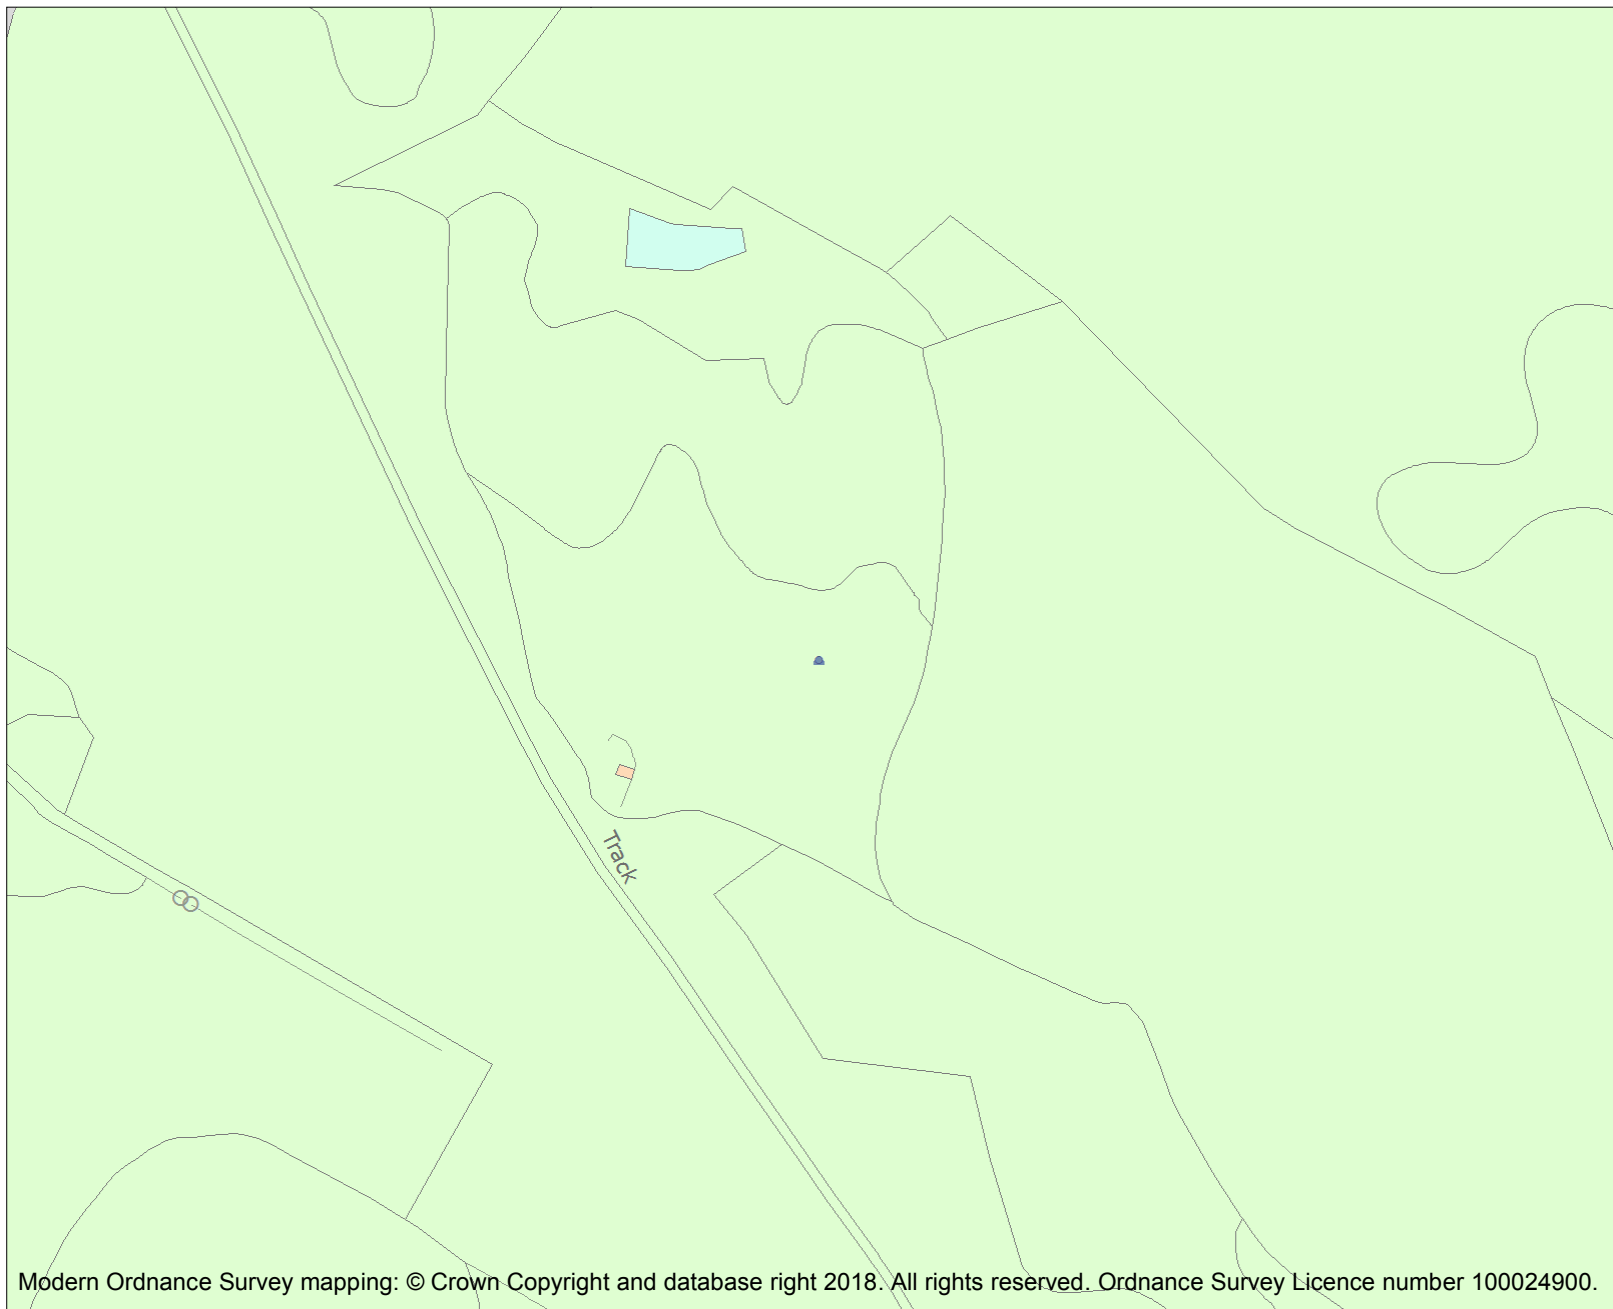 Track
Modern Ordnance Survey mapping: © Crown Copyright and database right 2018. All rights reserved. Ordnance Survey Licence number 100024900.